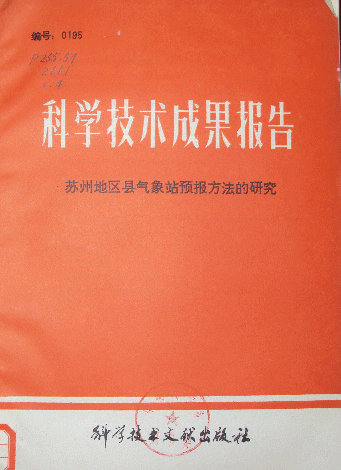 编号：0195
科学技术成果报告
苏州地区县气象站预报方法的研究
科学技术文献出版社